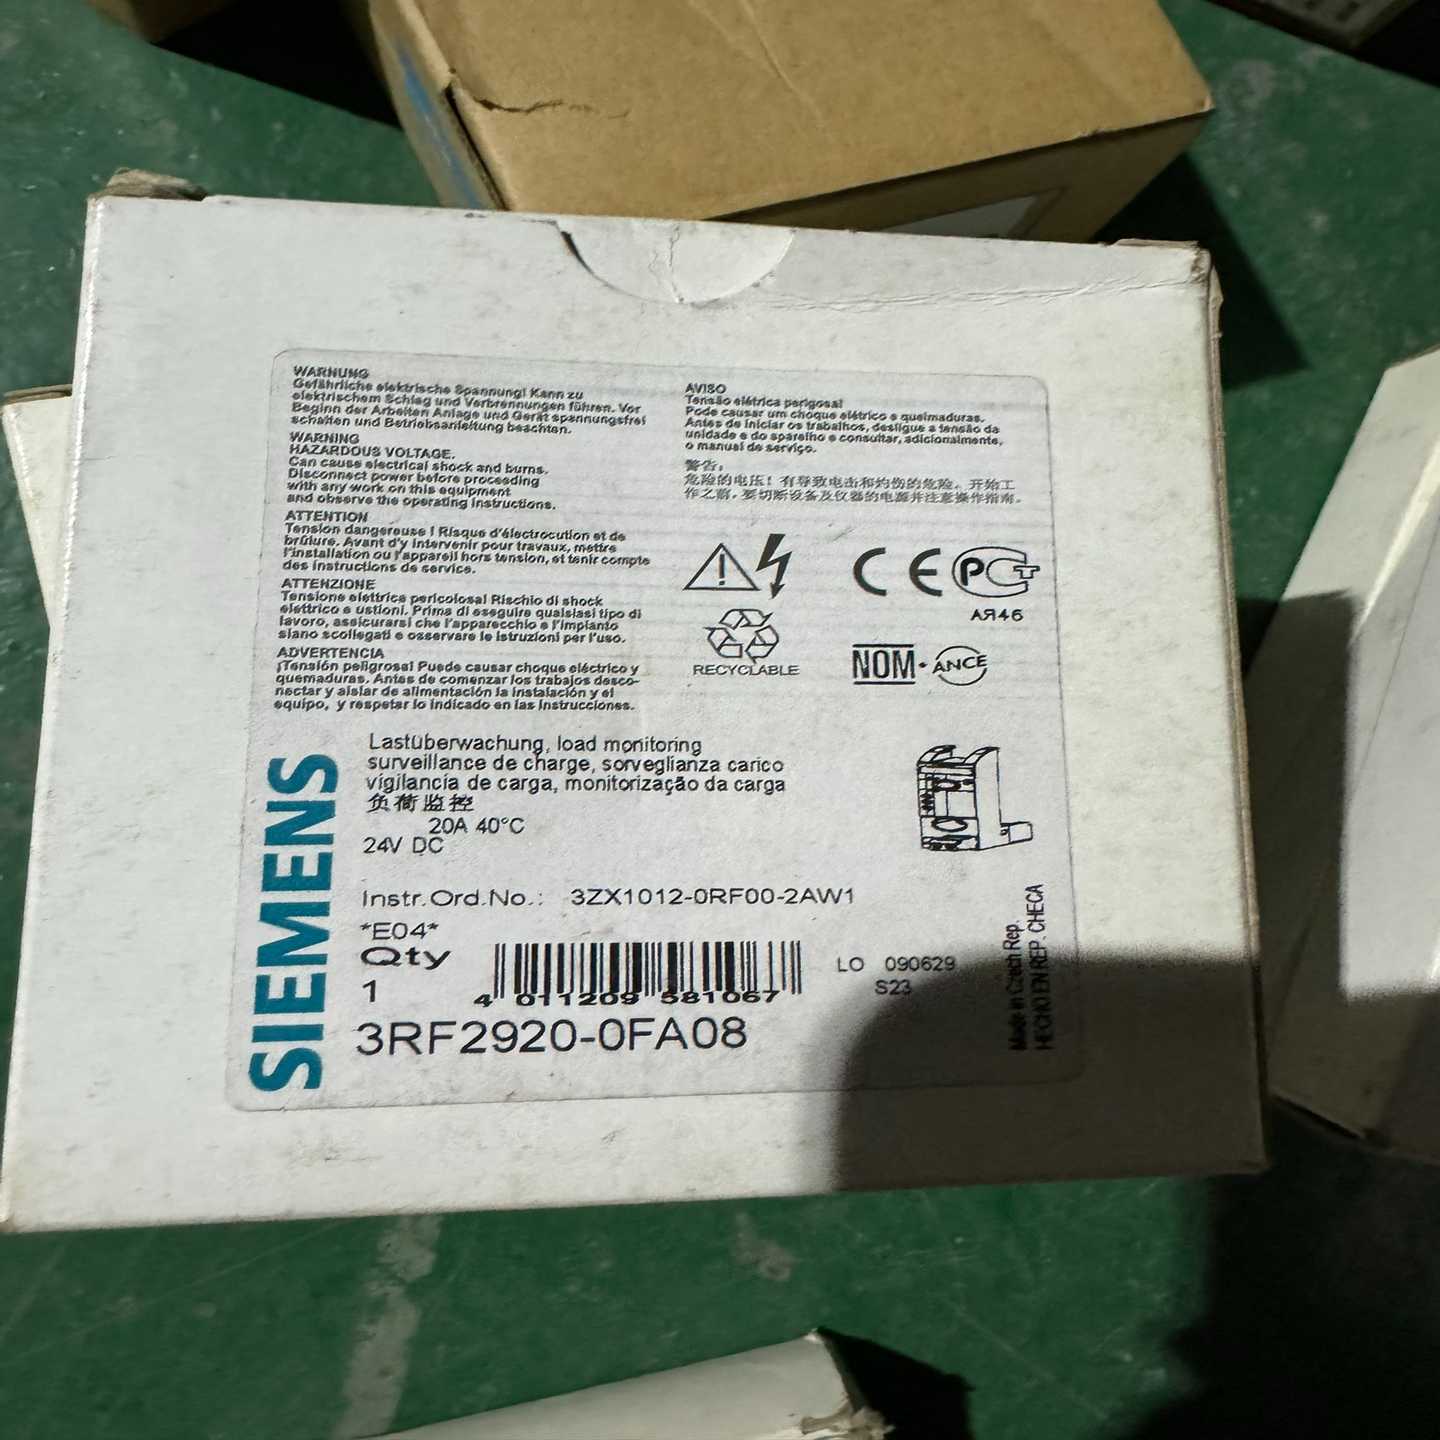 WARNUNG
Gefährliche elektrische Spannung! Kann zu
elektrischem Schlag und Verbrennungen führen. Vor
Beginn der Arbeiten Anlage und Gerät spannungsfrei
schalten und Betriebsanleitung beachten.
WARNING
HAZARDOUS VOLTAGE.
Can cause electrical shock and burns.
Disconnect power before proceeding
with any work on this equipment
and observe the operating instructions.
ATTENTION
Tension dangereuse ! Risque d'électrocution et de
brûlure. Avant d'y intervenir pour travaux, mettre
l'installation ou l'appareil hors tension, et tenir compte
des instructions de service.
ATTENZIONE
Tensione elettrica pericolosa! Rischio di shock
elettrico e ustioni. Prima di eseguire qualsiasi tipo di
lavoro, assicurarsi che l'apparecchio e l'impianto
siano scollegati e osservare le istruzioni per l'uso.
ADVERTENCIA
¡Tensión peligrosa! Puede causar choque eléctrico y
quemaduras. Antes de comenzar los trabajos desco-
nectar y aislar de alimentación la instalación y el
equipo, y respetar lo indicado en las instrucciones.
AVISO
Tensão elétrica perigosa!
Pode causar um choque elétrico e queimaduras.
Antes de iniciar os trabalhos, desligue a tensão da
unidade e do aparelho e consultar, adicionalmente,
o manual de serviço.
警告:
危险的电压! 有导致电击和灼伤的危险。开始工
作之前,要切断设备及仪器的电源并注意操作指南。
CE PCT
АЯ46
RECYCLABLE
NOM · ANCE
SIEMENS
Lastüberwachung, load monitoring
surveillance de charge, sorveglianza carico
vigilancia de carga, monitorização da carga
负荷监控
20A 40°C
24V DC
Instr.Ord.No.: 3ZX1012-0RF00-2AW1
*E04*
Qty
1
4 011209 581067
LO 090629
S23
3RF2920-0FA08
Made in Czech Rep.
HECHO EN REP. CHECA